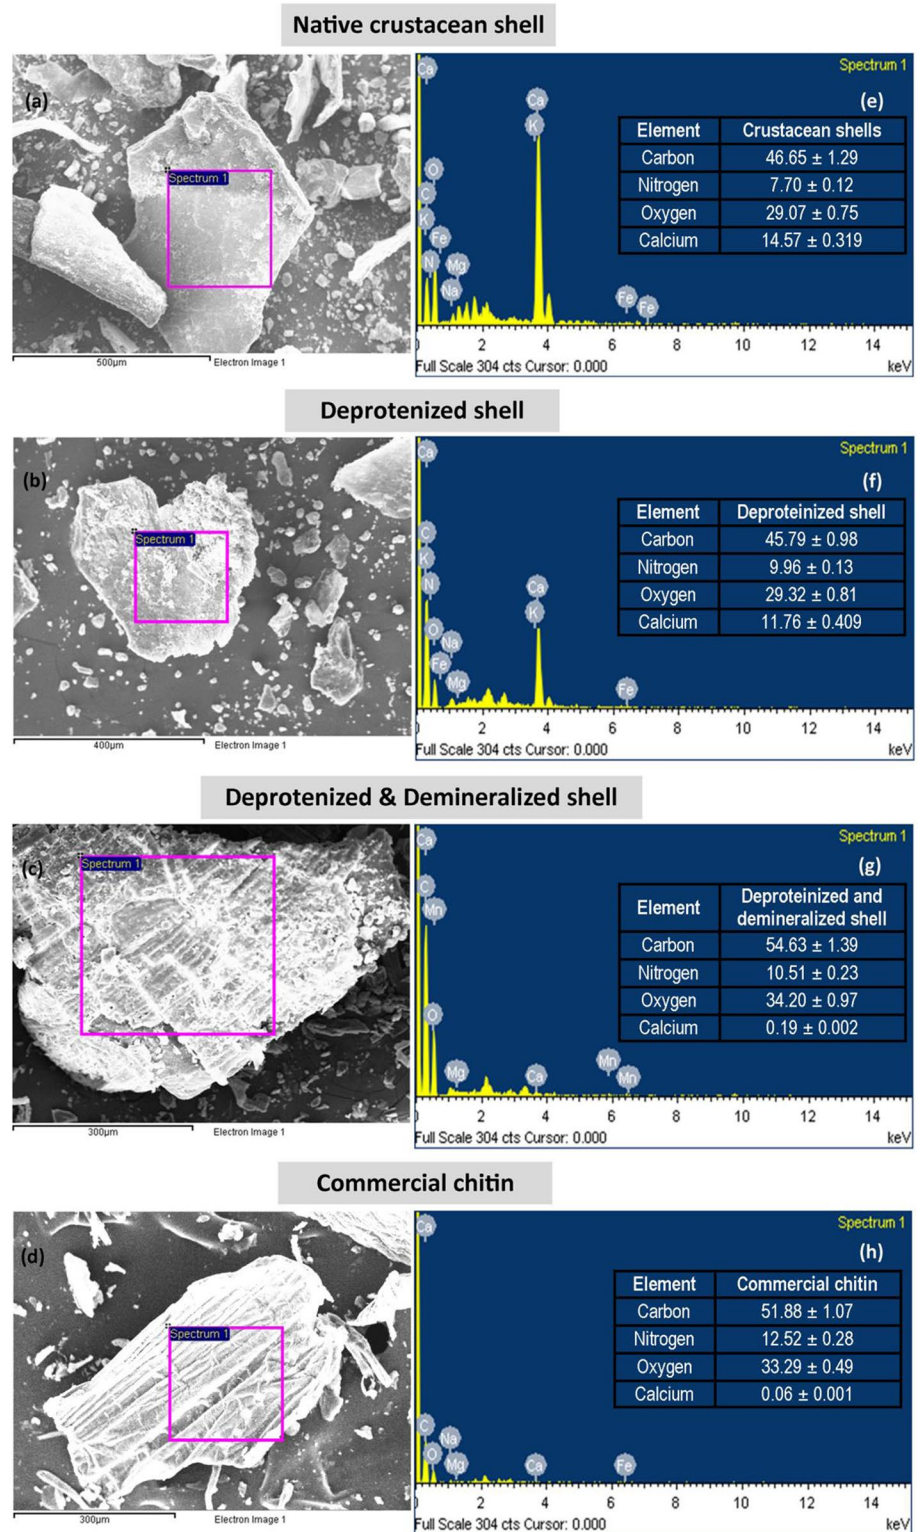 Native crustacean shell
(a)
Spectrum 1
500µm
Electron Image 1
Spectrum 1
(e)
Ca
Ca
K
O
C
K
Fe
N
Mg
Na
Fe
Fe
Element Crustacean shells
Carbon 46.65 ± 1.29
Nitrogen 7.70 ± 0.12
Oxygen 29.07 ± 0.75
Calcium 14.57 ± 0.319
0 2 4 6 8 10 12 14
Full Scale 304 cts Cursor: 0.000 keV
Deprotenized shell
(b)
Spectrum 1
400µm
Electron Image 1
Spectrum 1
(f)
Ca
C
K
N
Ca
K
O
Na
Fe
Mg
Fe
Element Deproteinized shell
Carbon 45.79 ± 0.98
Nitrogen 9.96 ± 0.13
Oxygen 29.32 ± 0.81
Calcium 11.76 ± 0.409
0 2 4 6 8 10 12 14
Full Scale 304 cts Cursor: 0.000 keV
Deprotenized & Demineralized shell
(c)
Spectrum 1
300µm
Electron Image 1
Spectrum 1
(g)
Ca
C
Mn
O
Mg
Ca
Mn
Mn
Element Deproteinized and
demineralized shell
Carbon 54.63 ± 1.39
Nitrogen 10.51 ± 0.23
Oxygen 34.20 ± 0.97
Calcium 0.19 ± 0.002
0 2 4 6 8 10 12 14
Full Scale 304 cts Cursor: 0.000 keV
Commercial chitin
(d)
Spectrum 1
300µm
Electron Image 1
Spectrum 1
(h)
Ca
C
Na
O
Mg
Ca
Fe
Element Commercial chitin
Carbon 51.88 ± 1.07
Nitrogen 12.52 ± 0.28
Oxygen 33.29 ± 0.49
Calcium 0.06 ± 0.001
0 2 4 6 8 10 12 14
Full Scale 304 cts Cursor: 0.000 keV